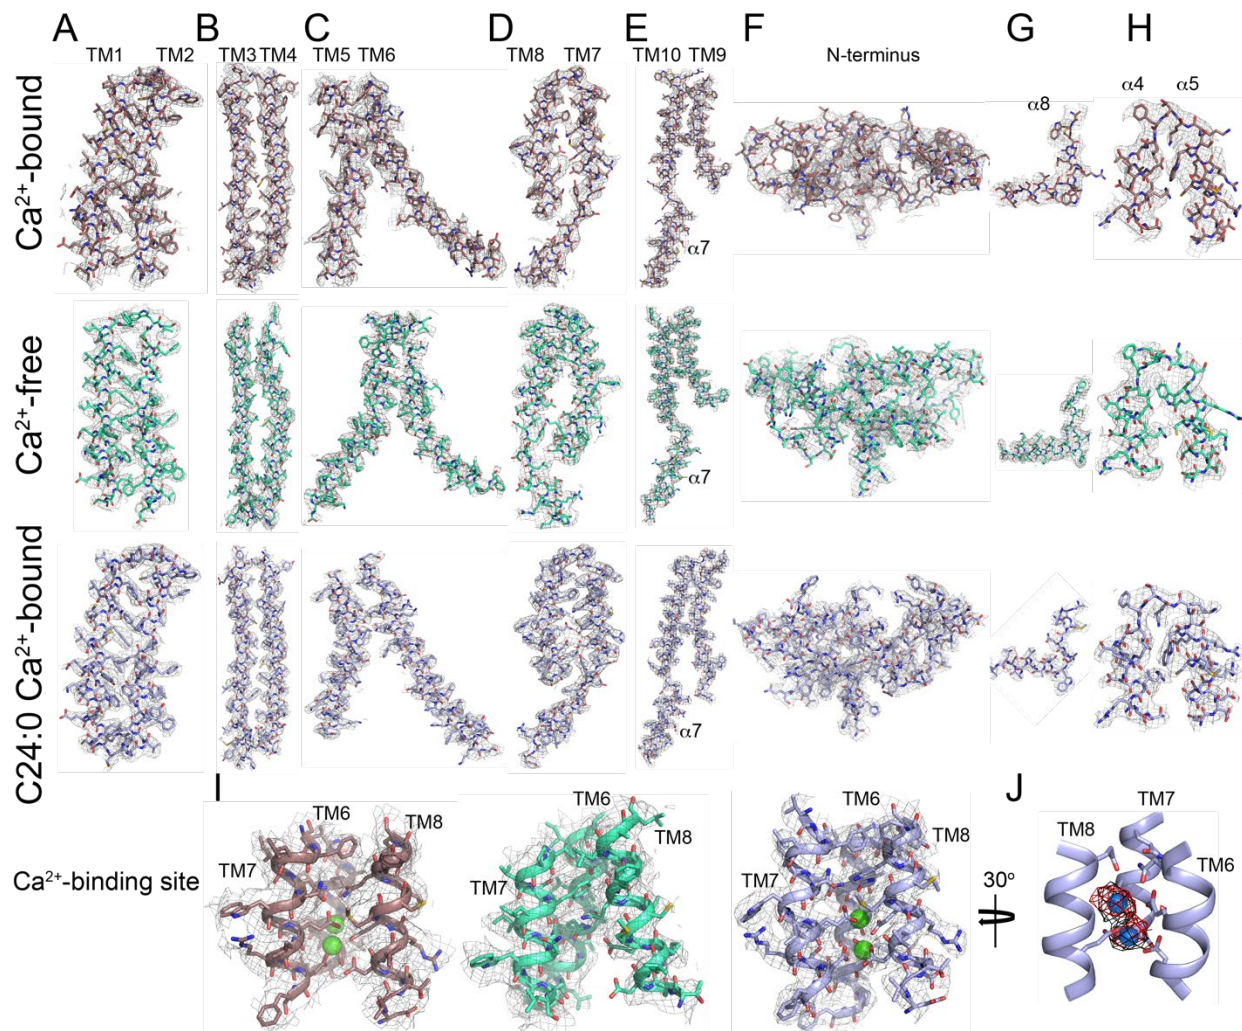 A B C D E F G H
TM1 TM2 TM3 TM4 TM5 TM6 TM8 TM7 TM10 TM9 N-terminus
α8 α4 α5
Ca²⁺-bound
α7
Ca²⁺-free
α7
C24:0 Ca²⁺-bound
α7
I J
TM6 TM8 TM7
TM6 TM8 TM7
TM6 TM8 TM7
TM7 TM8 TM6
Ca²⁺-binding site
30°